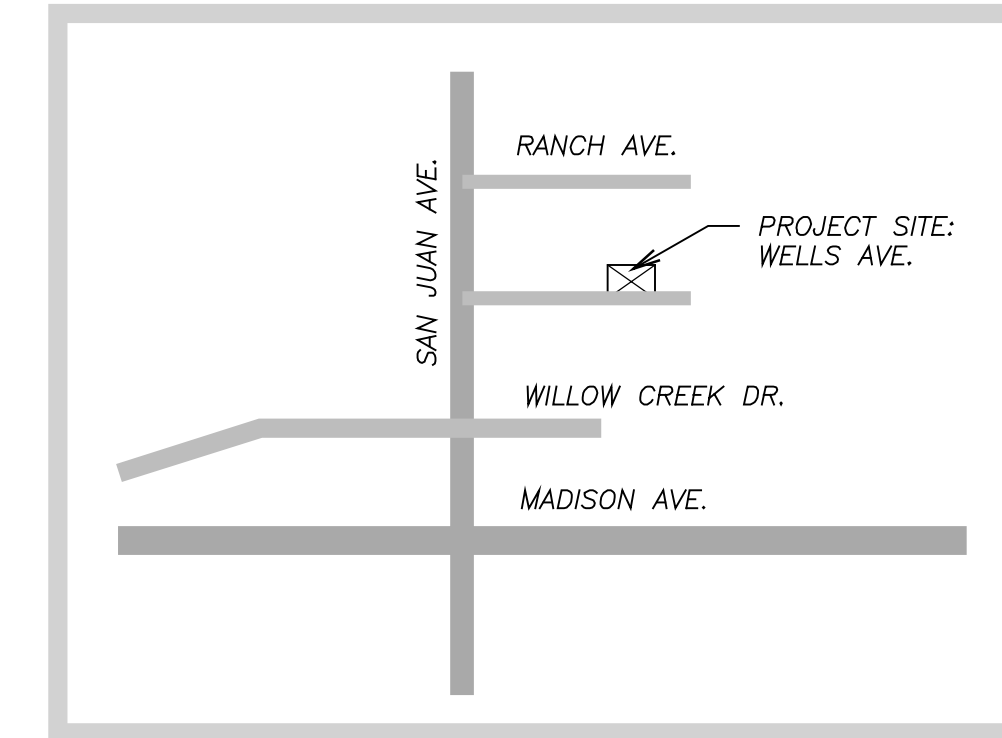 RANCH AVE.
SAN JUAN AVE.
PROJECT SITE:
WELLS AVE.
WILLOW CREEK DR.
MADISON AVE.